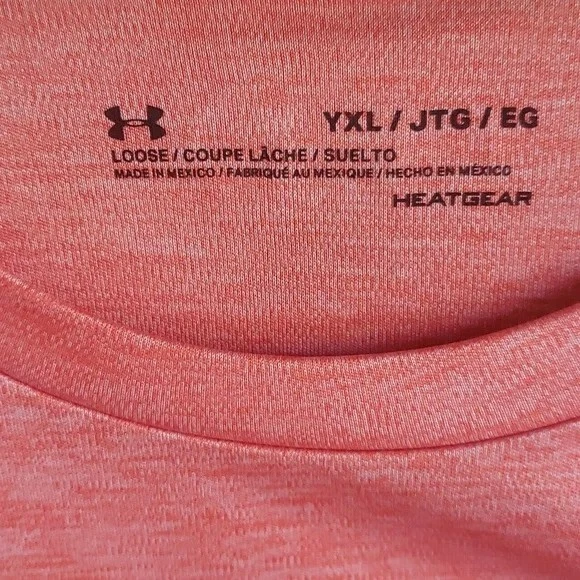 YXL / JTG / EG
LOOSE / COUPE LÂCHE / SUELTO
MADE IN MEXICO / FABRIQUÉ AU MEXIQUE / HECHO EN MÉXICO
HEATGEAR